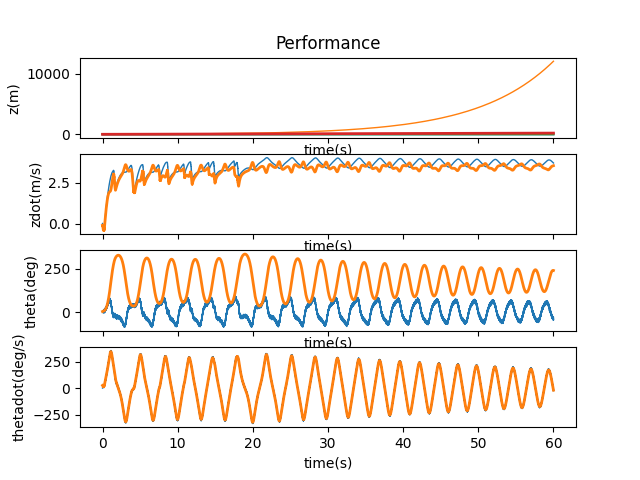 Performance
10000
0
z(m)
time(s)
2.5
0.0
zdot(m/s)
time(s)
250
0
theta(deg)
time(s)
250
0
−250
thetadot(deg/s)
0 10 20 30 40 50 60
time(s)